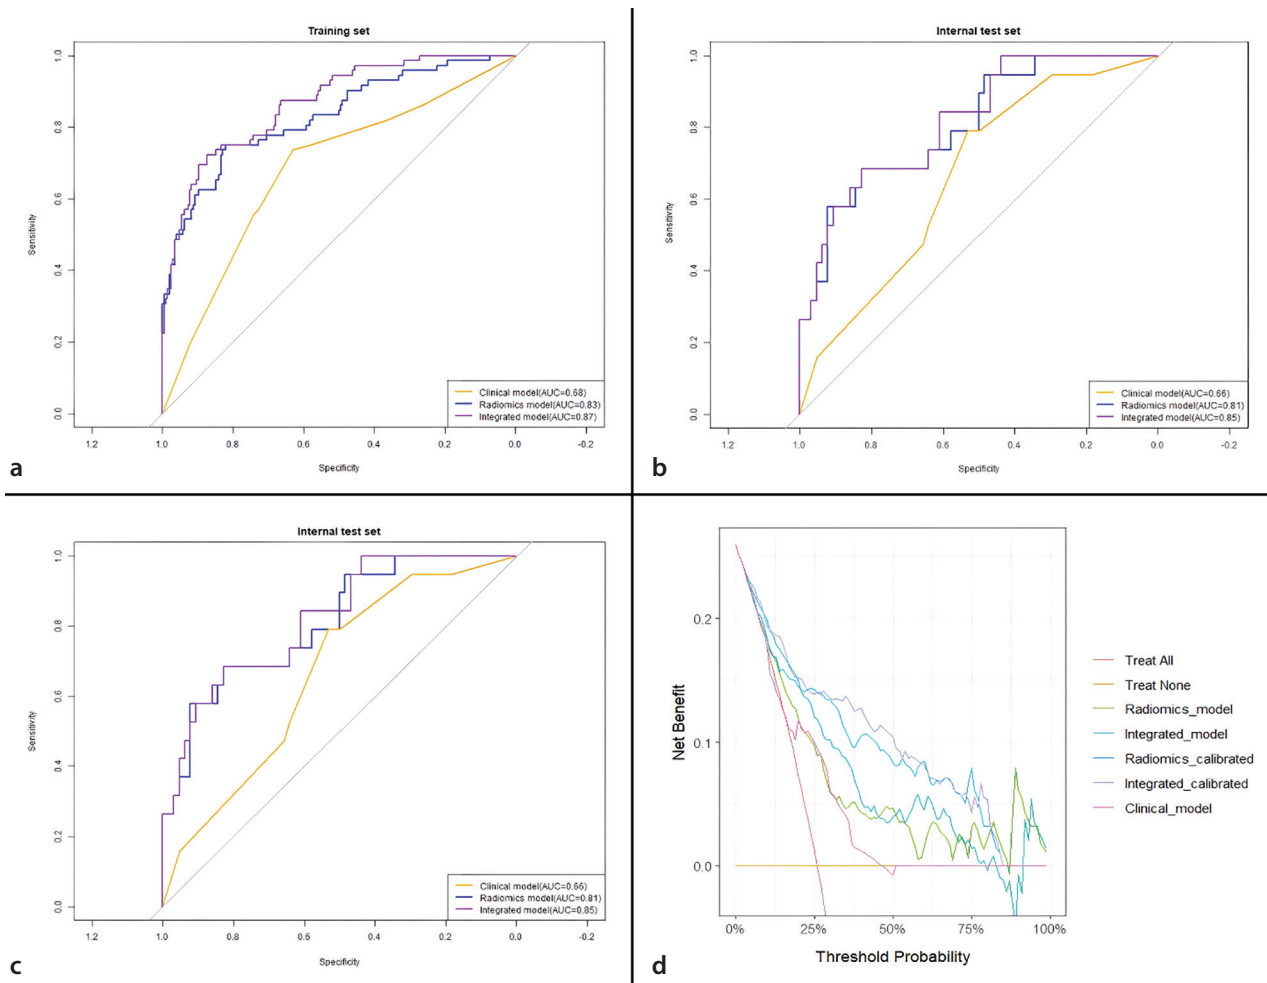 Training set
1.0
0.8
0.6
0.4
0.2
0.0
Sensitivity
Clinical model(AUC=0.68)
Radiomics model(AUC=0.83)
Integrated model(AUC=0.87)
1.2 1.0 0.8 0.6 0.4 0.2 0.0 -0.2
Specificity
a
Internal test set
1.0
0.8
0.6
0.4
0.2
0.0
Sensitivity
Clinical model(AUC=0.66)
Radiomics model(AUC=0.81)
Integrated model(AUC=0.85)
1.2 1.0 0.8 0.6 0.4 0.2 0.0 -0.2
Specificity
b
Internal test set
1.0
0.8
0.6
0.4
0.2
0.0
Sensitivity
Clinical model(AUC=0.66)
Radiomics model(AUC=0.81)
Integrated model(AUC=0.85)
1.2 1.0 0.8 0.6 0.4 0.2 0.0 -0.2
Specificity
c
0.2
0.1
0.0
Net Benefit
0% 25% 50% 75% 100%
Threshold Probability
Treat All
Treat None
Radiomics_model
Integrated_model
Radiomics_calibrated
Integrated_calibrated
Clinical_model
d